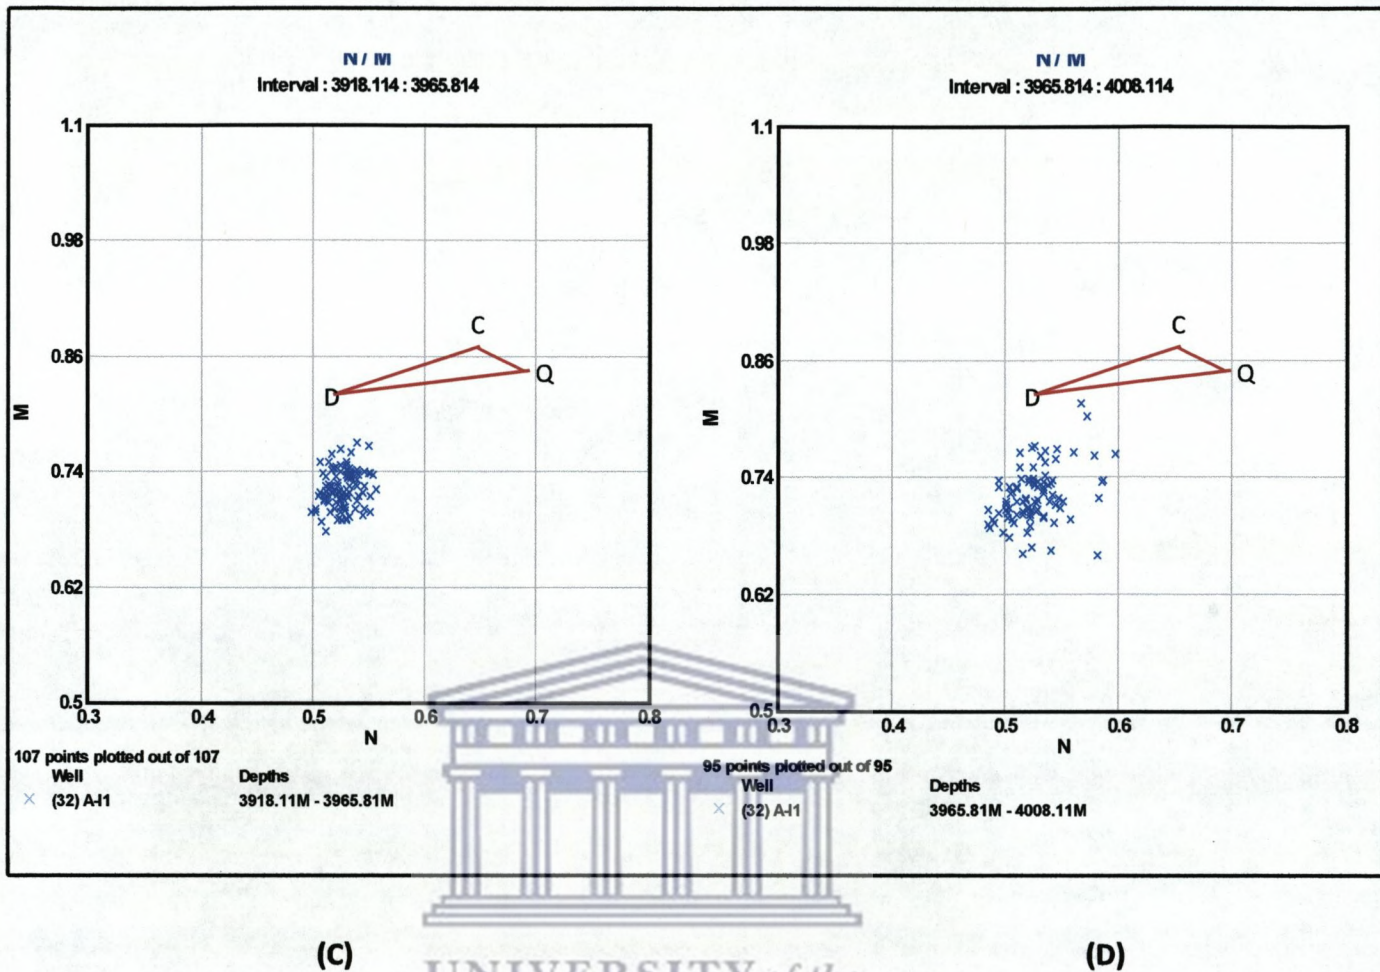 N / M
Interval : 3918.114 : 3965.814
1.1
0.98
0.86
0.74
0.62
0.5
M
C
Q
D
0.3 0.4 0.5 0.6 0.7 0.8
N
107 points plotted out of 107
Well Depths
(32) A-I1 3918.11M - 3965.81M
(C)
N / M
Interval : 3965.814 : 4008.114
1.1
0.98
0.86
0.74
0.62
0.5
M
C
Q
D
0.3 0.4 0.5 0.6 0.7 0.8
N
95 points plotted out of 95
Well Depths
(32) A-I1 3965.81M - 4008.11M
(D)
UNIVERSITY of the